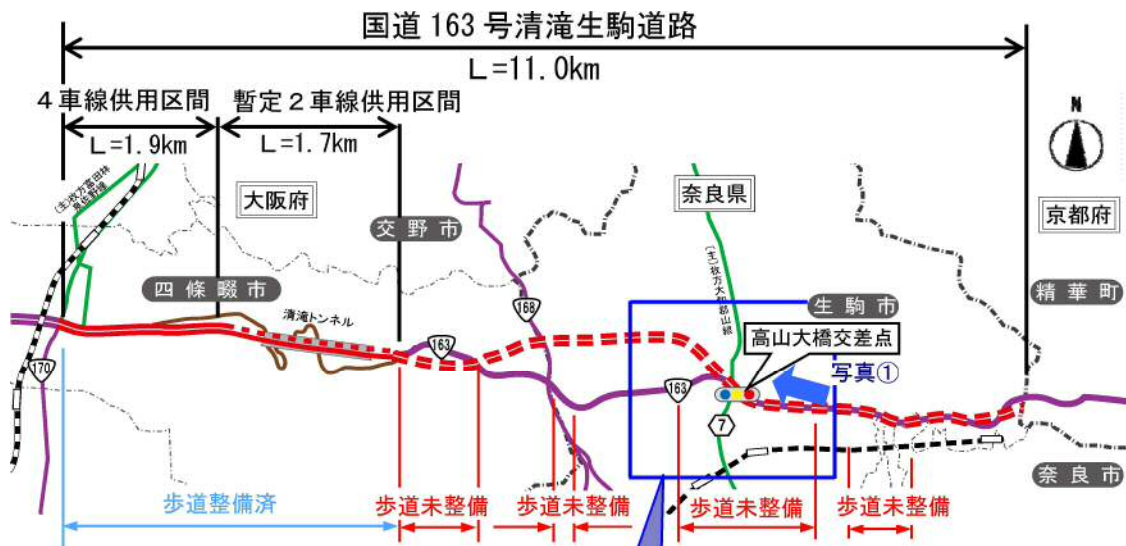 国道163号清滝生駒道路
L=11.0km
4車線供用区間
暫定2車線供用区間
L=1.9km
L=1.7km
N
(主)枚方富田林
泉佐野線
大阪府
奈良県
京都府
交野市
四條畷市
清滝トンネル
168
(主)枚方大和郡山線
生駒市
精華町
高山大橋交差点
写真①
163
170
163
7
奈良市
歩道整備済
歩道未整備
歩道未整備
歩道未整備
歩道未整備